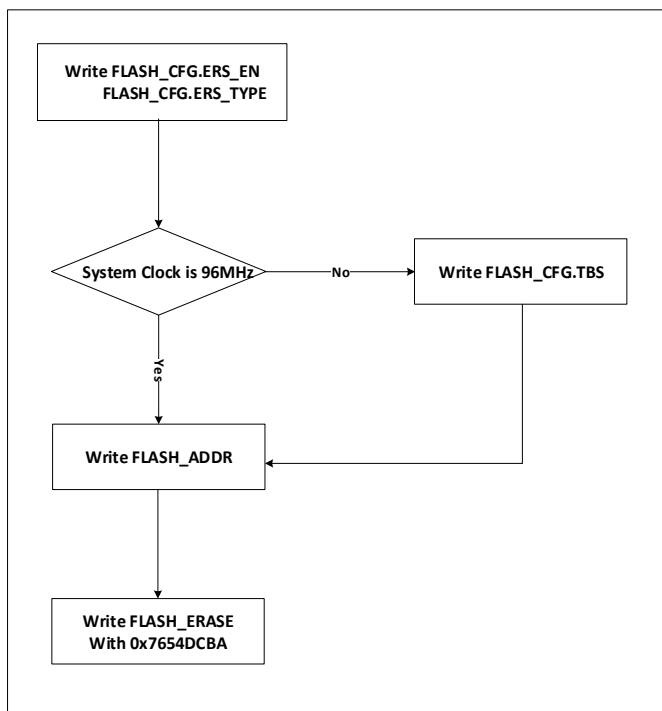 Write FLASH_CFG.ERS_EN
FLASH_CFG.ERS_TYPE
System Clock is 96MHz
No
Write FLASH_CFG.TBS
Yes
Write FLASH_ADDR
Write FLASH_ERASE
With 0x7654DCBA